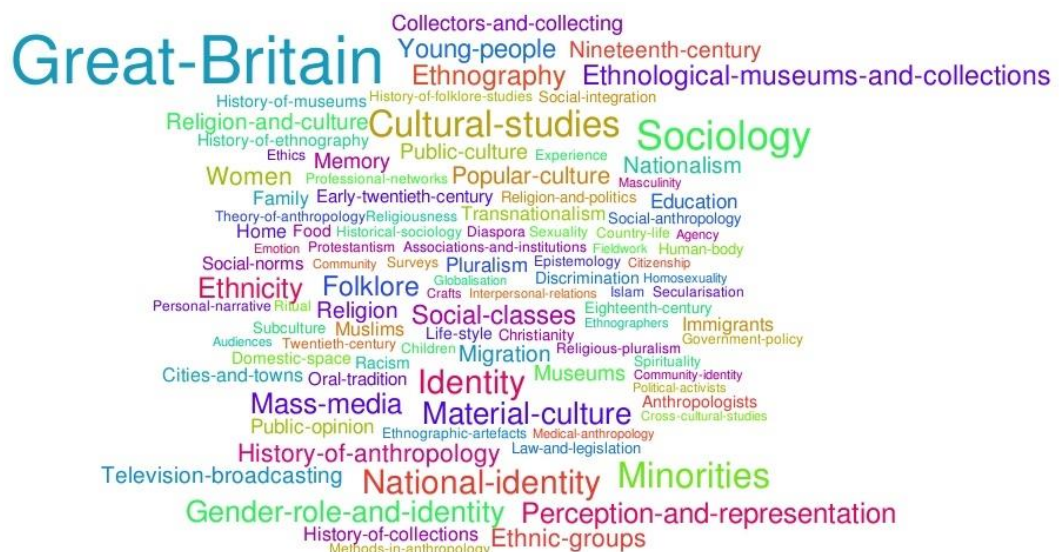 Collectors-and-collecting
Great-Britain Young-people Nineteenth-century
Ethnography Ethnological-museums-and-collections
History-of-museums History-of-folklore-studies Social-integration
Religion-and-culture Cultural-studies Sociology
History-of-ethnography Public-culture Experience
Ethics Memory Nationalism
Women Professional-networks Popular-culture Masculinity
Family Early-twentieth-century Religion-and-politics Education
Theory-of-anthropology Religiousness Transnationalism Social-anthropology
Home Food Historical-sociology Diaspora Sexuality Country-life Agency
Emotion Protestantism Associations-and-institutions Fieldwork Human-body
Social-norms Community Surveys Pluralism Epistemology Citizenship
Globalisation Discrimination Homosexuality
Ethnicity Folklore Crafts Interpersonal-relations Islam Secularisation
Personal-narrative Ritual Religion Social-classes Eighteenth-century
Subculture Muslims Life-style Christianity Ethnographers Immigrants
Audiences Twentieth-century Children Migration Religious-pluralism Government-policy
Domestic-space Racism Spirituality
Cities-and-towns Oral-tradition Identity Museums Community-identity
Political-activists
Mass-media Material-culture Anthropologists
Cross-cultural-studies
Public-opinion Ethnographic-artefacts Medical-anthropology
History-of-anthropology Law-and-legislation
Television-broadcasting National-identity Minorities
Gender-role-and-identity Perception-and-representation
History-of-collections Ethnic-groups
Methods-in-anthropology